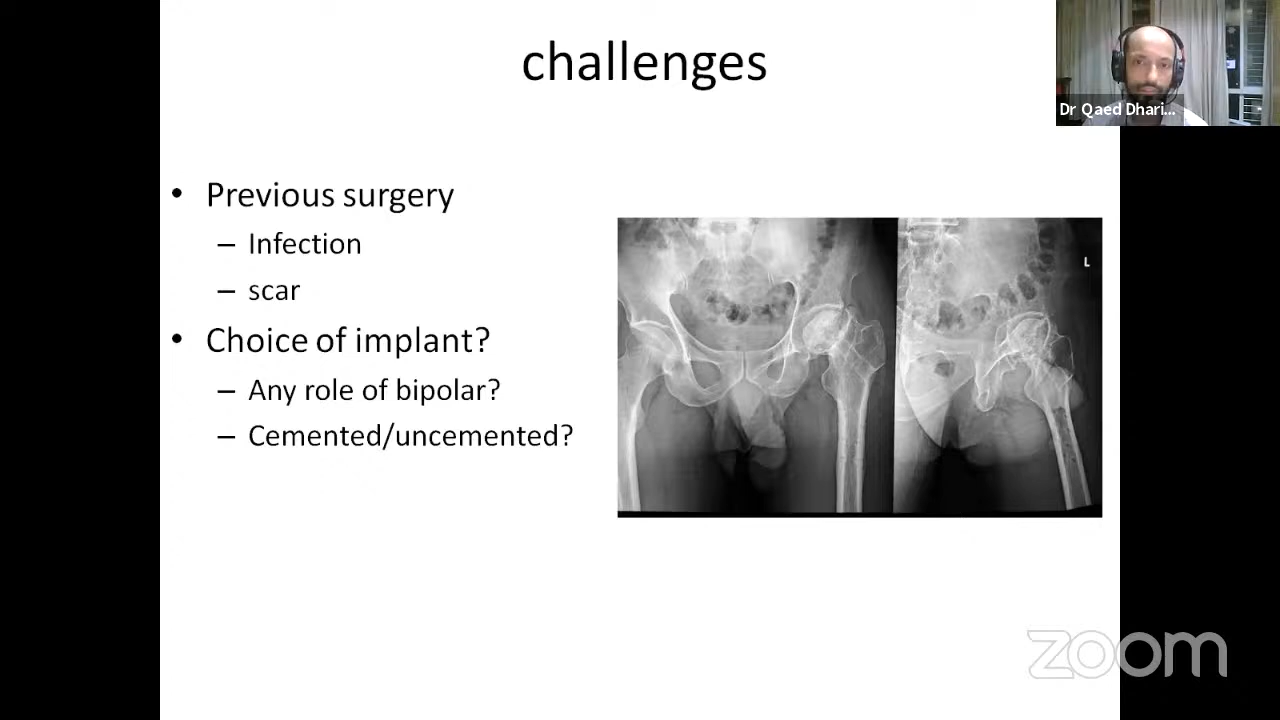 challenges
Dr Qaed Dhari...
• Previous surgery
– Infection
– scar
• Choice of implant?
– Any role of bipolar?
– Cemented/uncemented?
L
zoom